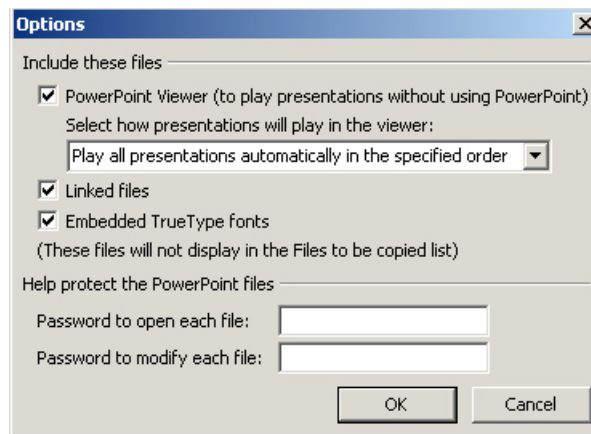 Options
Include these files
PowerPoint Viewer (to play presentations without using PowerPoint)
Select how presentations will play in the viewer:
Play all presentations automatically in the specified order
Linked files
Embedded TrueType fonts
(These files will not display in the Files to be copied list)
Help protect the PowerPoint files
Password to open each file:
Password to modify each file:
OK Cancel